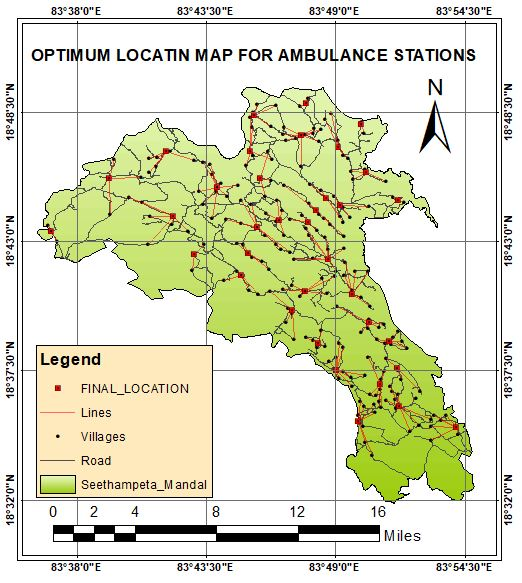 83°38'0"E 83°43'30"E 83°49'0"E 83°54'30"E
OPTIMUM LOCATIN MAP FOR AMBULANCE STATIONS
N
18°48'30"N 18°48'30"N
18°43'0"N 18°43'0"N
18°37'30"N 18°37'30"N
Legend
FINAL_LOCATION
Lines
Villages
Road
Seethampeta_Mandal
18°32'0"N 18°32'0"N
0 2 4 8 12 16
Miles
83°38'0"E 83°43'30"E 83°49'0"E 83°54'30"E